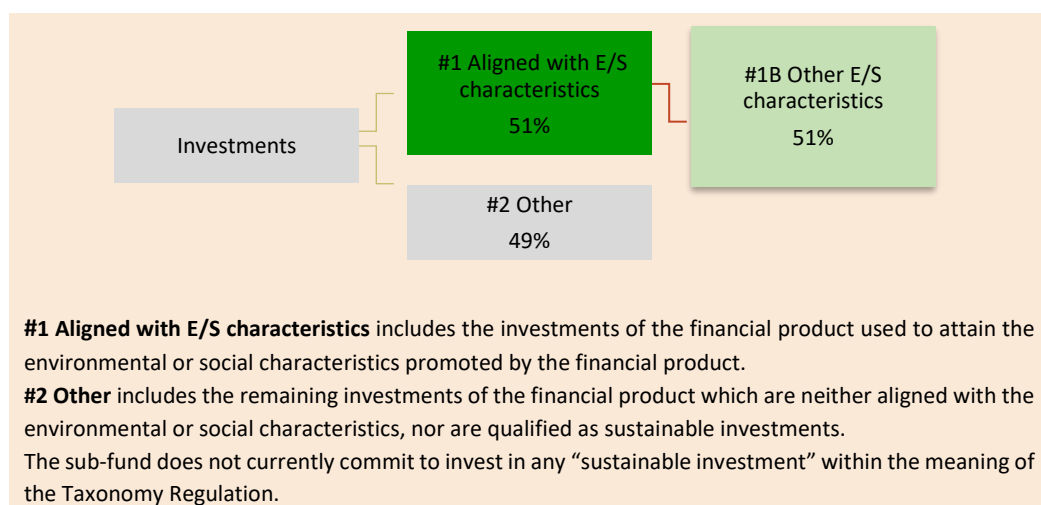 #1 Aligned with E/S
characteristics
51%
#1B Other E/S
characteristics
51%
Investments
#2 Other
49%
#1 Aligned with E/S characteristics includes the investments of the financial product used to attain the
environmental or social characteristics promoted by the financial product.
#2 Other includes the remaining investments of the financial product which are neither aligned with the
environmental or social characteristics, nor are qualified as sustainable investments.
The sub-fund does not currently commit to invest in any “sustainable investment” within the meaning of
the Taxonomy Regulation.